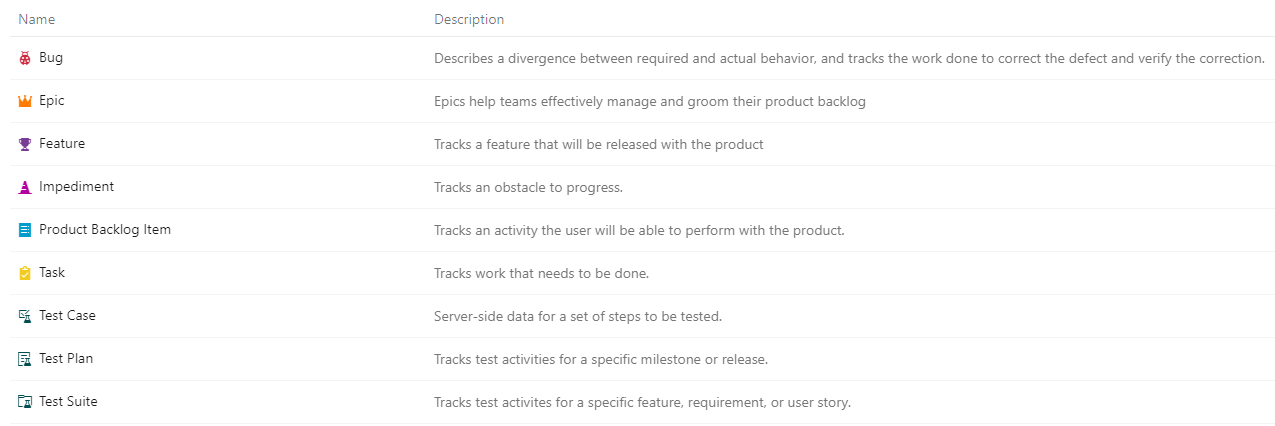 Name Description
Bug Describes a divergence between required and actual behavior, and tracks the work done to correct the defect and verify the correction.
Epic Epics help teams effectively manage and groom their product backlog
Feature Tracks a feature that will be released with the product
Impediment Tracks an obstacle to progress.
Product Backlog Item Tracks an activity the user will be able to perform with the product.
Task Tracks work that needs to be done.
Test Case Server-side data for a set of steps to be tested.
Test Plan Tracks test activities for a specific milestone or release.
Test Suite Tracks test activites for a specific feature, requirement, or user story.